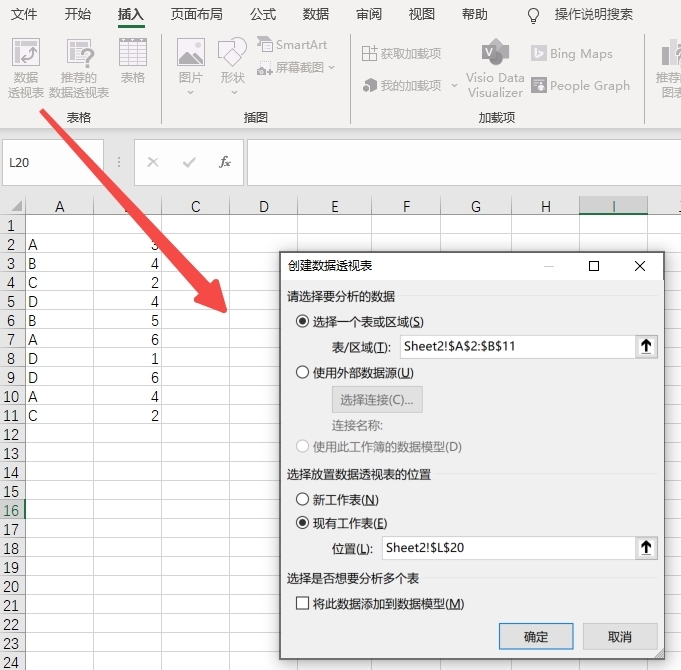 文件 开始 插入 页面布局 公式 数据 审阅 视图 帮助 操作说明搜索
数据透视表 推荐的数据透视表 表格 图片 形状 SmartArt 屏幕截图 获取加载项 我的加载项 Visio Data Visualizer Bing Maps People Graph
表格 插图 加载项
L20 fx
A C D E F G H I
1
2 A
3 B 4
4 C 2
5 D 4
6 B 5
7 A 6
8 D 1
9 D 6
10 A 4
11 C 2
12
13
14
15
16
17
18
19
20
21
22
23
24
创建数据透视表
请选择要分析的数据
选择一个表或区域(S)
表/区域(T): Sheet2!$A$2:$B$11
使用外部数据源(U)
选择连接(C)...
连接名称:
使用此工作簿的数据模型(D)
选择放置数据透视表的位置
新工作表(N)
现有工作表(E)
位置(L): Sheet2!$L$20
选择是否想要分析多个表
将此数据添加到数据模型(M)
确定 取消